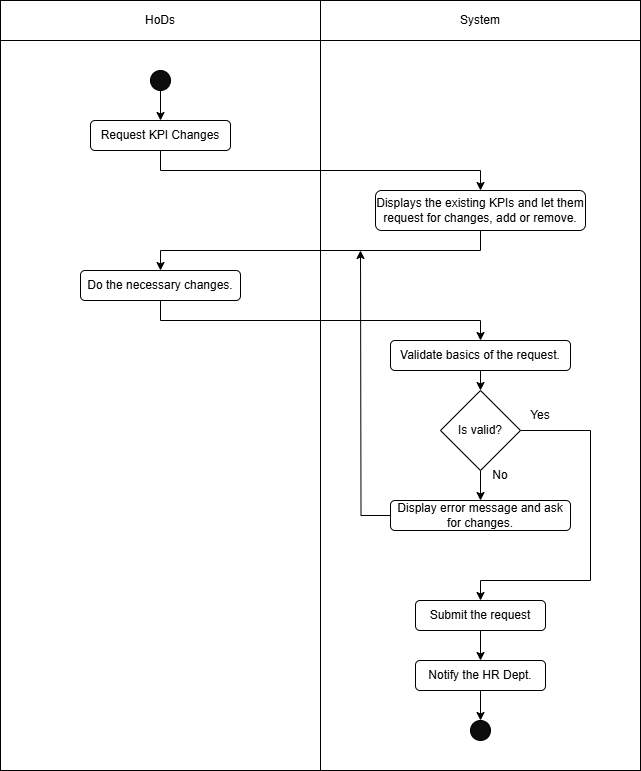 HoDs
System
Request KPI Changes
Displays the existing KPIs and let them
request for changes, add or remove.
Do the necessary changes.
Validate basics of the request.
Is valid?
Yes
No
Display error message and ask
for changes.
Submit the request
Notify the HR Dept.